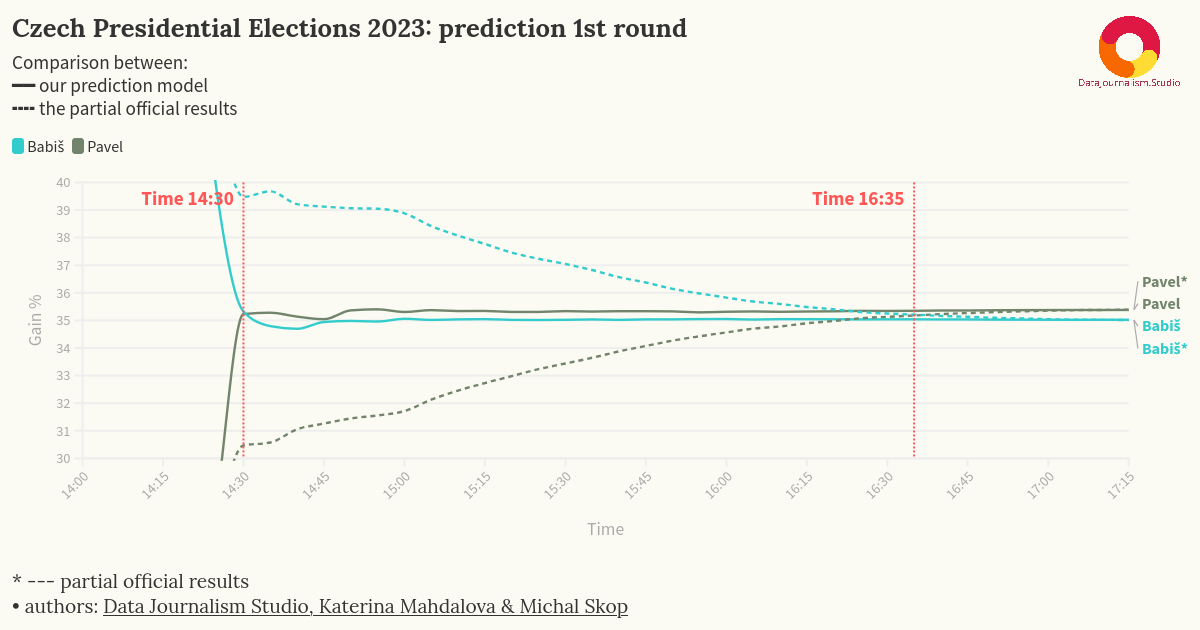 Czech Presidential Elections 2023: prediction 1st round
Comparison between:
our prediction model
the partial official results
DataJournalism.Studio
Babiš Pavel
Time 14:30
Time 16:35
40
39
38
37
36
35
34
33
32
31
30
Gain %
Pavel*
Pavel
Babiš
Babiš*
14:00
14:15
14:30
14:45
15:00
15:15
15:30
15:45
16:00
16:15
16:30
16:45
17:00
17:15
Time
* --- partial official results
• authors: Data Journalism Studio, Katerina Mahdalova & Michal Skop